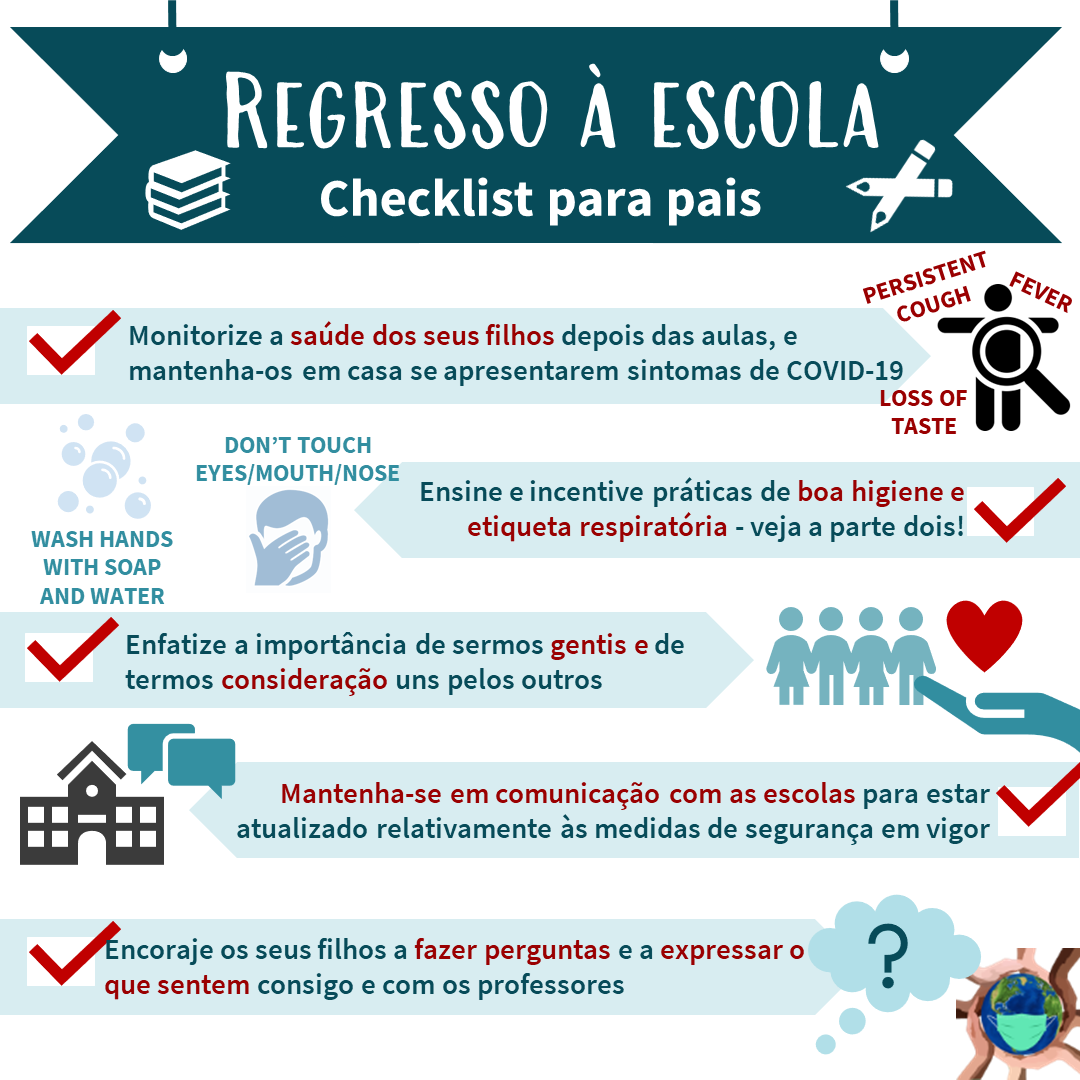 REGRESSO À ESCOLA
Checklist para pais
PERSISTENT
COUGH
FEVER
Monitorize a saúde dos seus filhos depois das aulas, e
mantenha-os em casa se apresentarem sintomas de COVID-19
LOSS OF
TASTE
DON'T TOUCH
EYES/MOUTH/NOSE
Ensine e incentive práticas de boa higiene e
etiqueta respiratória - veja a parte dois!
WASH HANDS
WITH SOAP
AND WATER
Enfatize a importância de sermos gentis e de
termos consideração uns pelos outros
Mantenha-se em comunicação com as escolas para estar
atualizado relativamente às medidas de segurança em vigor
Encoraje os seus filhos a fazer perguntas e a expressar o
que sentem consigo e com os professores
?